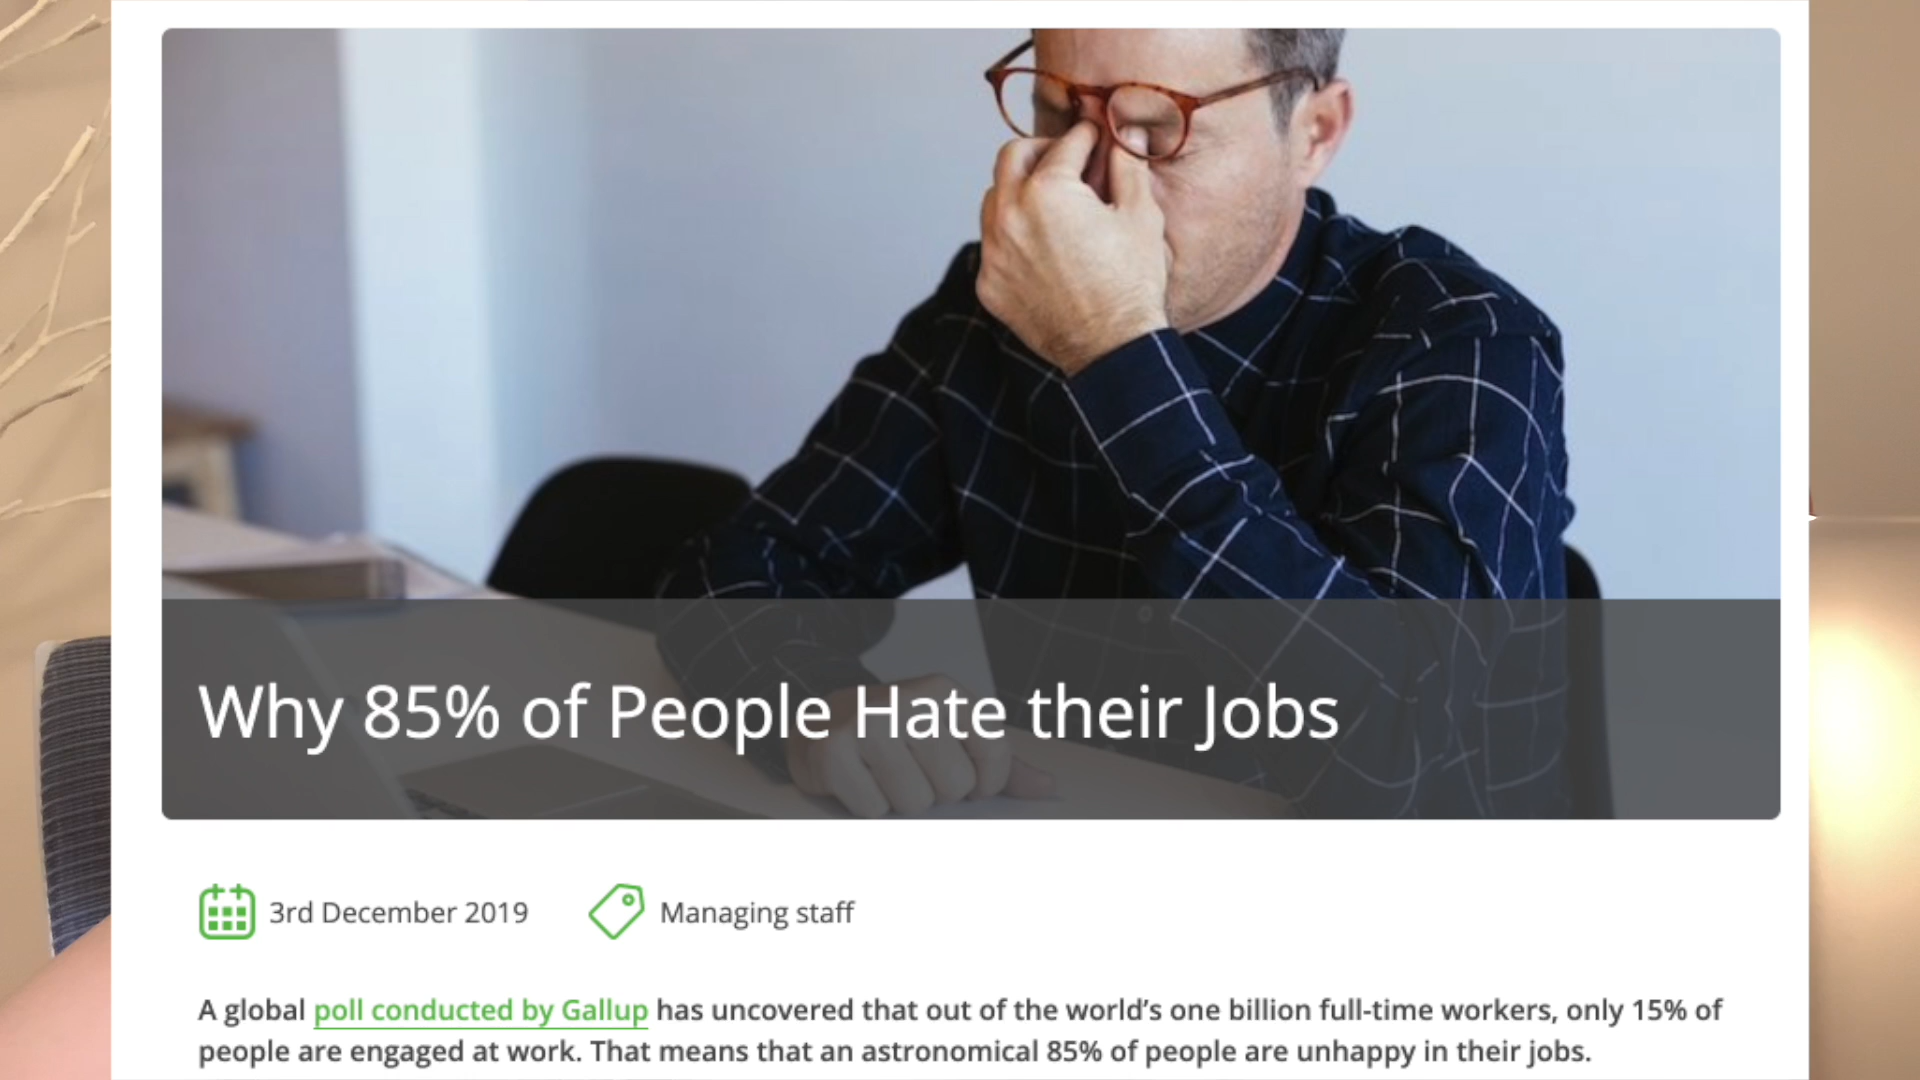 Why 85% of People Hate their Jobs
3rd December 2019
Managing staff
A global poll conducted by Gallup has uncovered that out of the world’s one billion full-time workers, only 15% of
people are engaged at work. That means that an astronomical 85% of people are unhappy in their jobs.